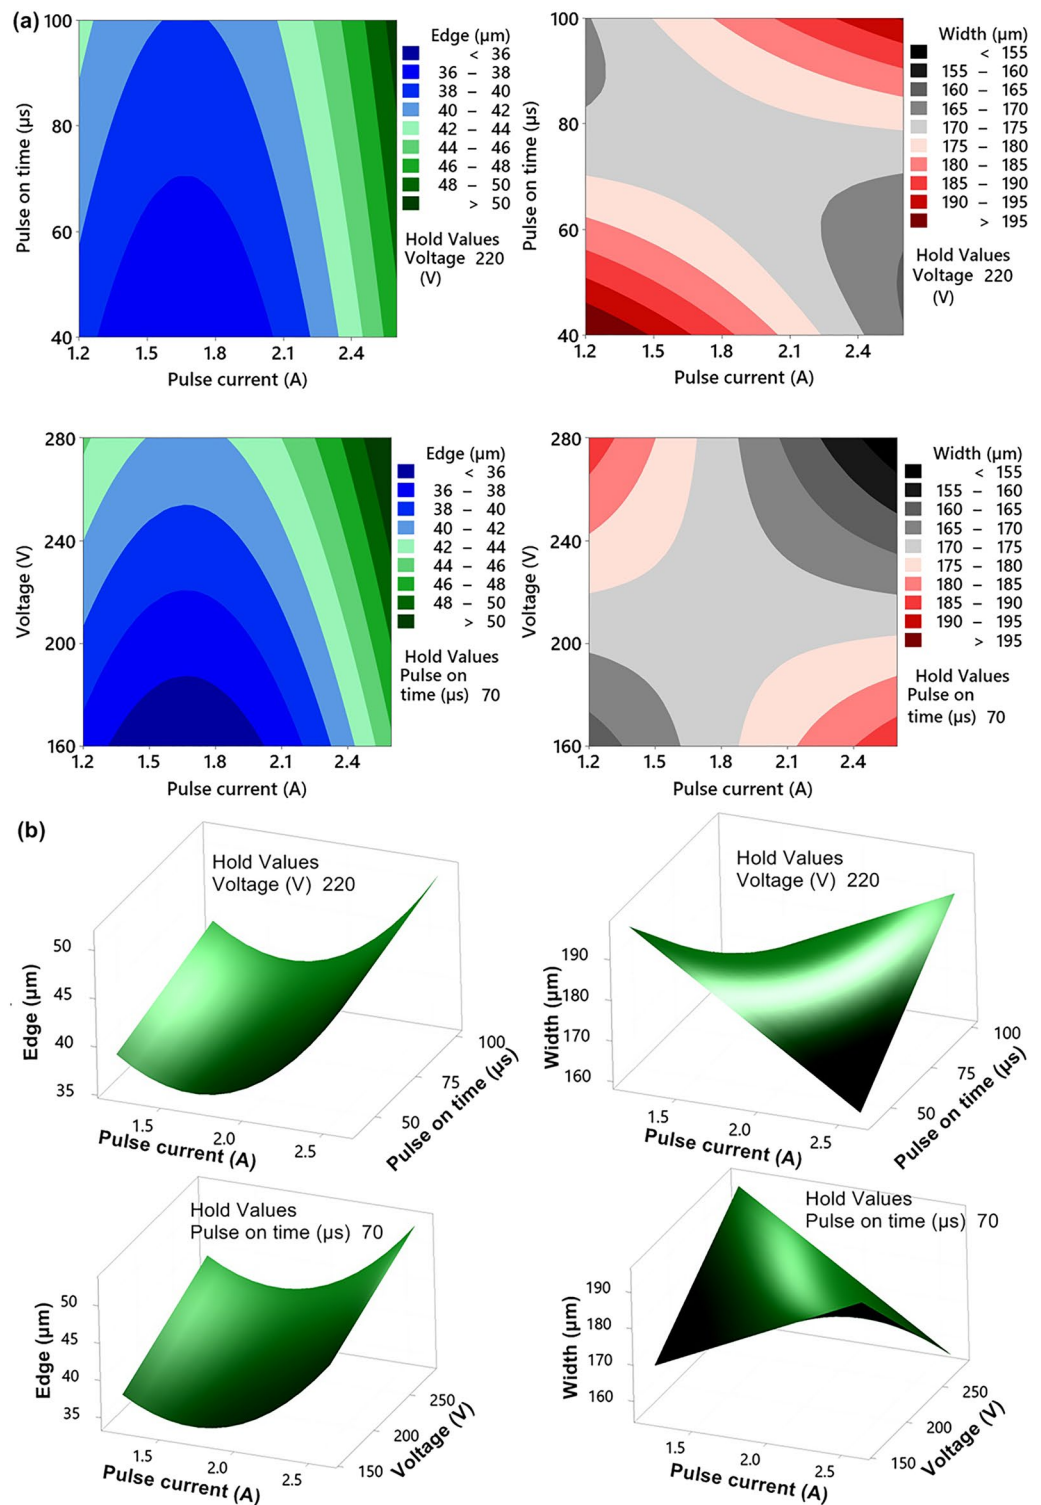 (a)
100
80
60
40
1.2 1.5 1.8 2.1 2.4
Pulse on time (µs)
Pulse current (A)
Edge (µm)
< 36
36 – 38
38 – 40
40 – 42
42 – 44
44 – 46
46 – 48
48 – 50
> 50
Hold Values
Voltage 220
(V)
100
80
60
40
1.2 1.5 1.8 2.1 2.4
Pulse on time (µs)
Pulse current (A)
Width (µm)
< 155
155 – 160
160 – 165
165 – 170
170 – 175
175 – 180
180 – 185
185 – 190
190 – 195
> 195
Hold Values
Voltage 220
(V)
280
240
200
160
1.2 1.5 1.8 2.1 2.4
Voltage (V)
Pulse current (A)
Edge (µm)
< 36
36 – 38
38 – 40
40 – 42
42 – 44
44 – 46
46 – 48
48 – 50
> 50
Hold Values
Pulse on
time (µs) 70
280
240
200
160
1.2 1.5 1.8 2.1 2.4
Voltage (V)
Pulse current (A)
Width (µm)
< 155
155 – 160
160 – 165
165 – 170
170 – 175
175 – 180
180 – 185
185 – 190
190 – 195
> 195
Hold Values
Pulse on
time (µs) 70
(b)
Hold Values
Voltage (V) 220
50
45
40
35
Edge (µm)
1.5 2.0 2.5
Pulse current (A)
50 75 100
Pulse on time (µs)
Hold Values
Voltage (V) 220
190
180
170
160
Width (µm)
1.5 2.0 2.5
Pulse current (A)
50 75 100
Pulse on time (µs)
Hold Values
Pulse on time (µs) 70
50
45
40
35
Edge (µm)
1.5 2.0 2.5
Pulse current (A)
150 200 250
Voltage (V)
Hold Values
Pulse on time (µs) 70
190
180
170
160
Width (µm)
1.5 2.0 2.5
Pulse current (A)
150 200 250
Voltage (V)